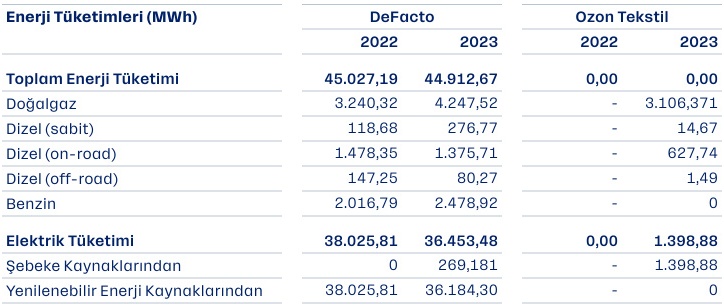 Enerji Tüketimleri (MWh) DeFacto Ozon Tekstil
2022 2023 2022 2023
Toplam Enerji Tüketimi 45.027,19 44.912,67 0,00 0,00
Doğalgaz 3.240,32 4.247,52 - 3.106,371
Dizel (sabit) 118,68 276,77 - 14,67
Dizel (on-road) 1.478,35 1.375,71 - 627,74
Dizel (off-road) 147,25 80,27 - 1,49
Benzin 2.016,79 2.478,92 - 0
Elektrik Tüketimi 38.025,81 36.453,48 0,00 1.398,88
Şebeke Kaynaklarından 0 269,181 - 1.398,88
Yenilenebilir Enerji Kaynaklarından 38.025,81 36.184,30 - 0